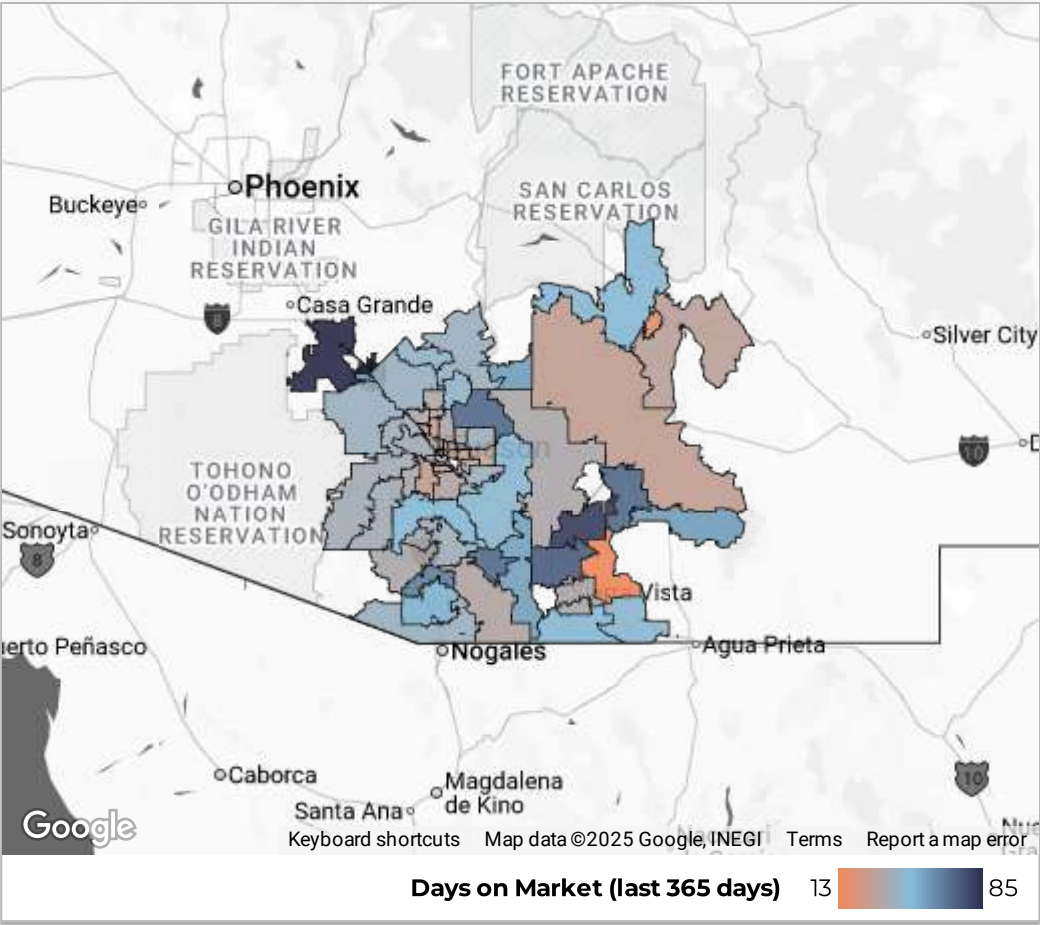 FORT APACHE
RESERVATION
Phoenix
SAN CARLOS
RESERVATION
Buckeye
GILA RIVER
INDIAN
RESERVATION
Casa Grande
8
Silver City
10
D
TOHONO
O'ODHAM
NATION
RESERVATION
Sonoyta
8
Vista
uerto Peñasco
Nogales
Agua Prieta
Caborca
Magdalena
de Kino
Santa Ana
10
Google
Keyboard shortcuts Map data ©2025 Google, INEGI Terms Report a map error
Days on Market (last 365 days) 13 85